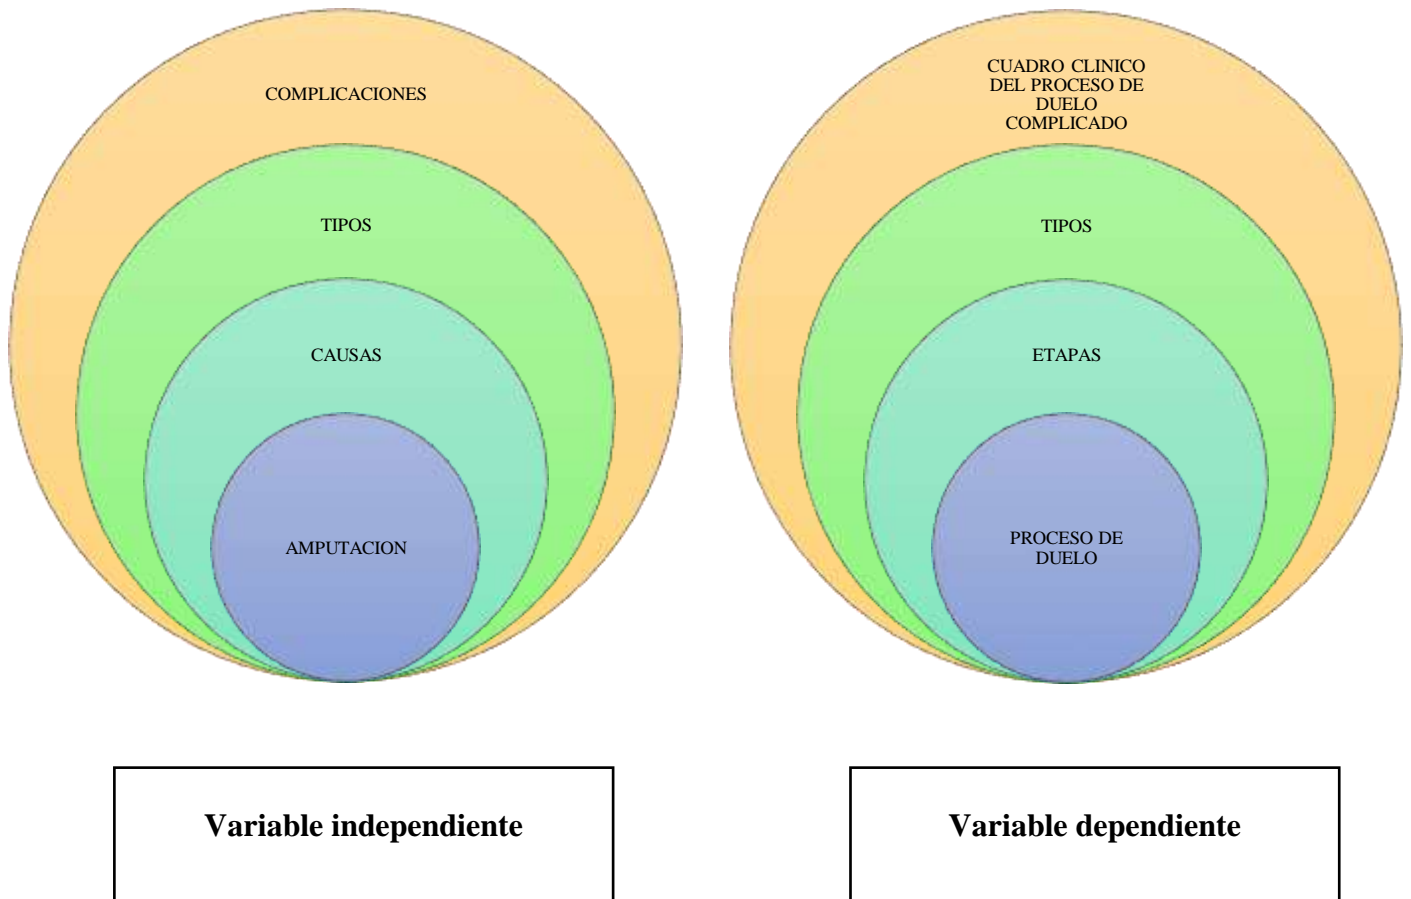 COMPLICACIONES
TIPOS
CAUSAS
AMPUTACION
CUADRO CLINICO
DEL PROCESO DE
DUELO
COMPLICADO
TIPOS
ETAPAS
PROCESO DE
DUELO
Variable independiente
Variable dependiente